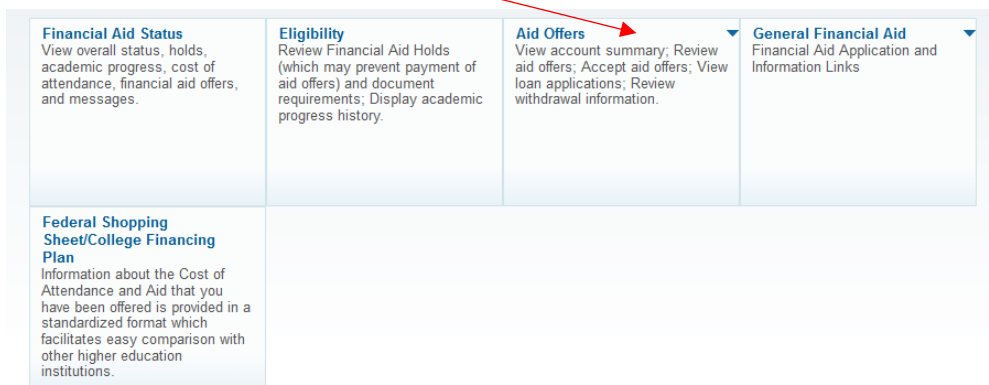 Financial Aid Status
View overall status, holds,
academic progress, cost of
attendance, financial aid offers,
and messages.
Eligibility
Review Financial Aid Holds
(which may prevent payment of
aid offers) and document
requirements; Display academic
progress history.
Aid Offers
View account summary; Review
aid offers; Accept aid offers; View
loan applications; Review
withdrawal information.
General Financial Aid
Financial Aid Application and
Information Links
Federal Shopping
Sheet/College Financing
Plan
Information about the Cost of
Attendance and Aid that you
have been offered is provided in a
standardized format which
facilitates easy comparison with
other higher education
institutions.